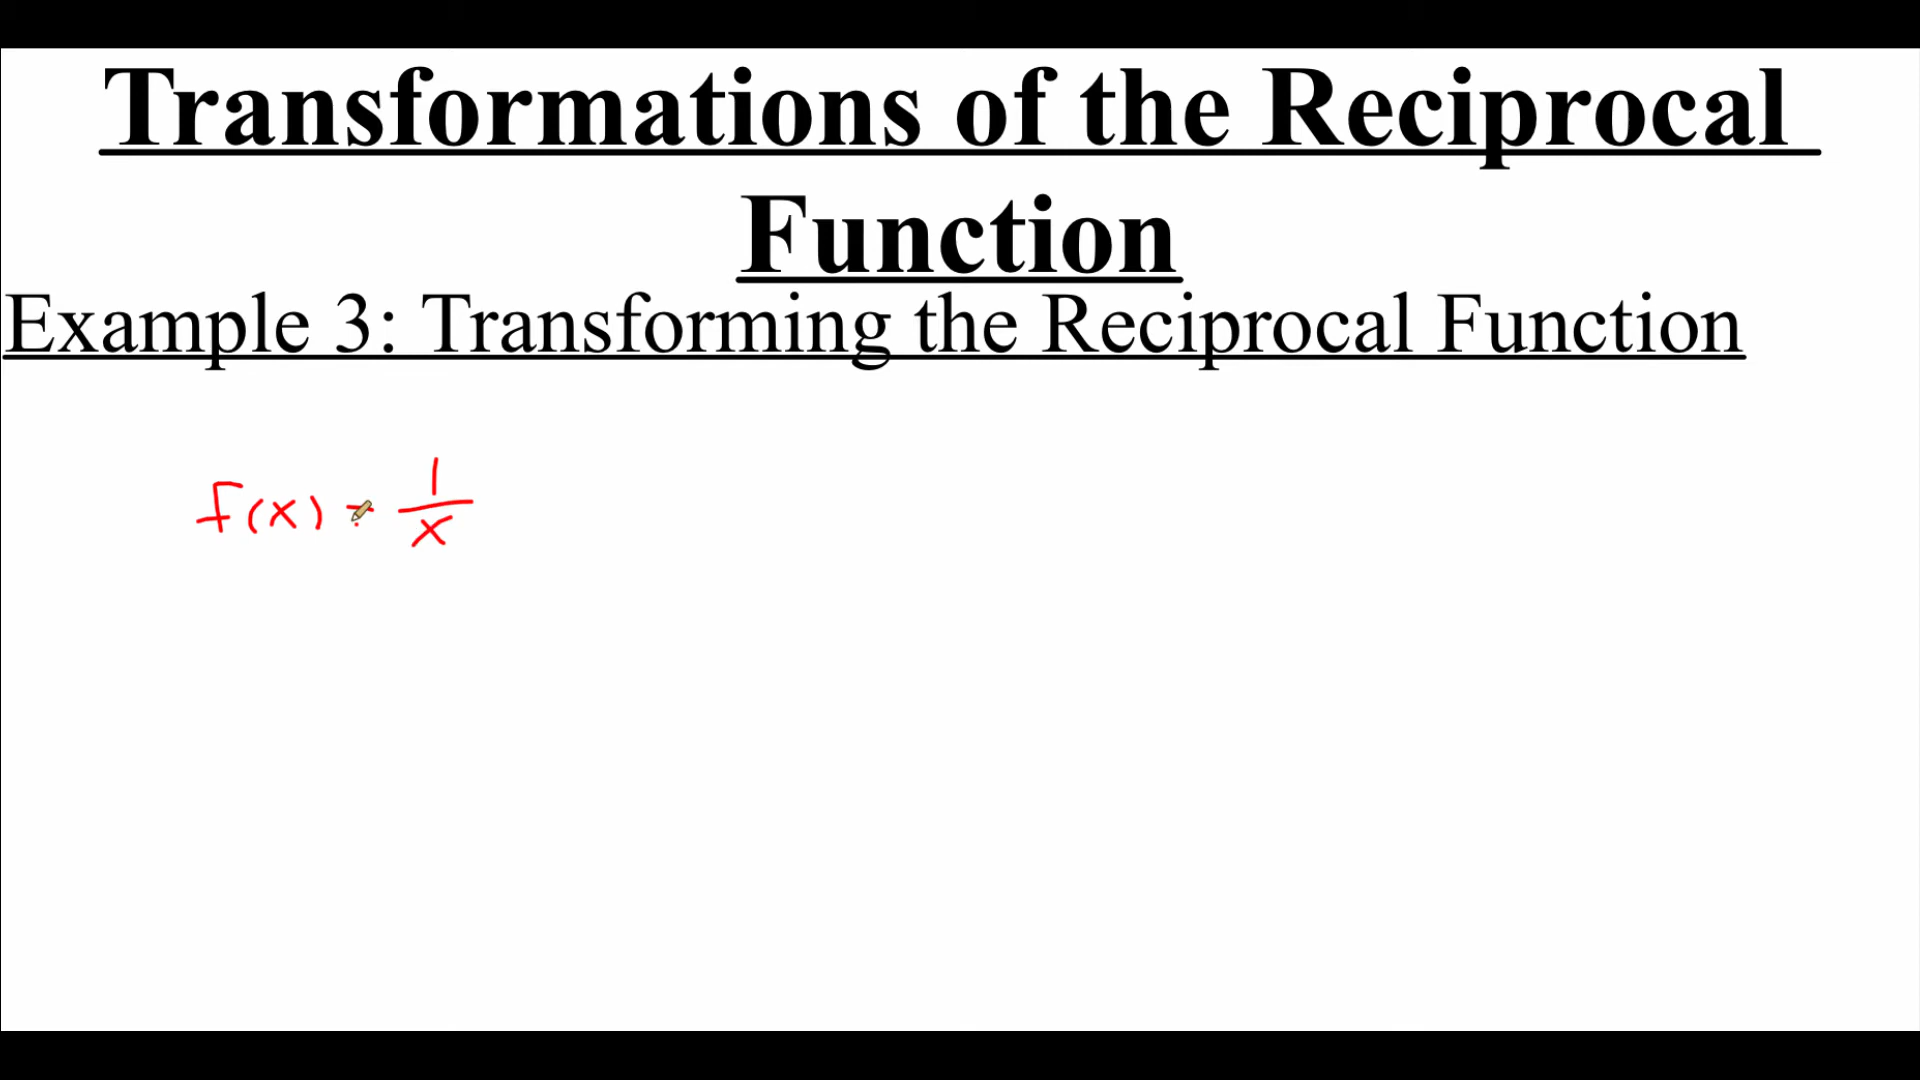 Transformations of the Reciprocal
Function
Example 3: Transforming the Reciprocal Function
f(x) = 1/x